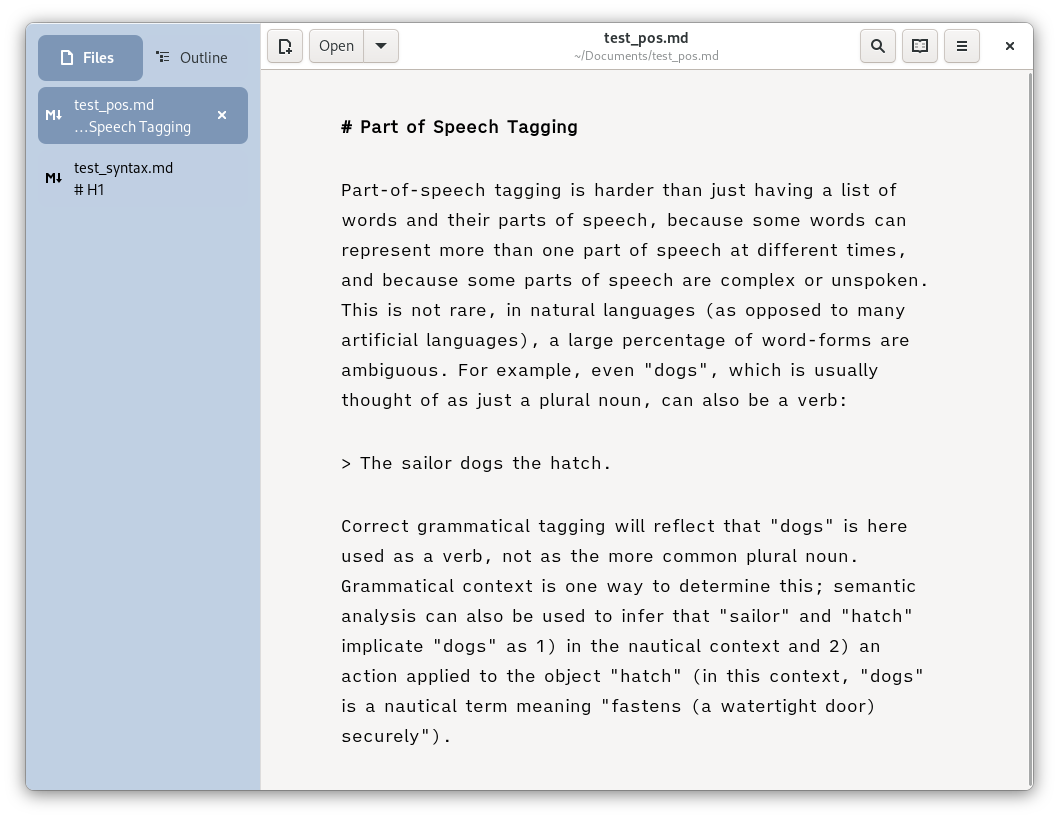 Files
Outline
test_pos.md
...Speech Tagging
test_syntax.md
# H1
Open
test_pos.md
~/Documents/test_pos.md
# Part of Speech Tagging
Part-of-speech tagging is harder than just having a list of
words and their parts of speech, because some words can
represent more than one part of speech at different times,
and because some parts of speech are complex or unspoken.
This is not rare, in natural languages (as opposed to many
artificial languages), a large percentage of word-forms are
ambiguous. For example, even "dogs", which is usually
thought of as just a plural noun, can also be a verb:
> The sailor dogs the hatch.
Correct grammatical tagging will reflect that "dogs" is here
used as a verb, not as the more common plural noun.
Grammatical context is one way to determine this; semantic
analysis can also be used to infer that "sailor" and "hatch"
implicate "dogs" as 1) in the nautical context and 2) an
action applied to the object "hatch" (in this context, "dogs"
is a nautical term meaning "fastens (a watertight door)
securely").